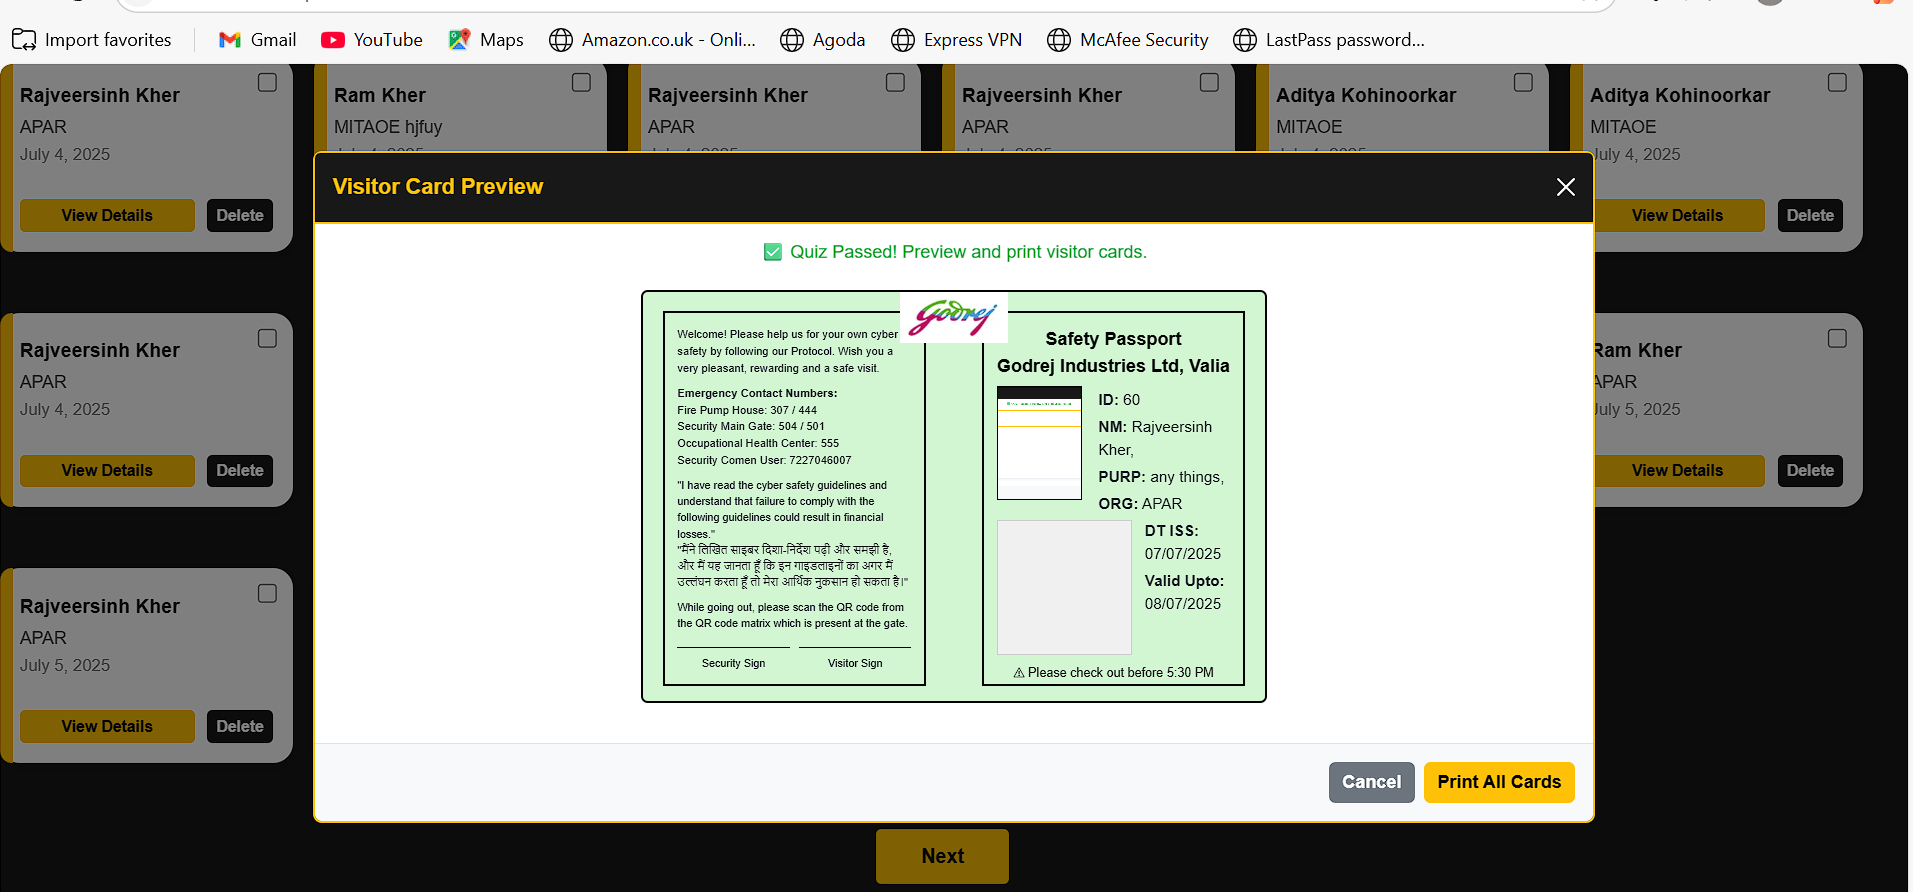 Import favorites
Gmail
YouTube
Maps
Amazon.co.uk - Onli...
Agoda
Express VPN
McAfee Security
LastPass password...
Rajveersinh Kher
APAR
July 4, 2025
View Details
Delete
Ram Kher
MITAOE hjfuy
Rajveersinh Kher
APAR
Rajveersinh Kher
APAR
Aditya Kohinoorkar
MITAOE
Aditya Kohinoorkar
MITAOE
July 4, 2025
View Details
Delete
Rajveersinh Kher
APAR
July 4, 2025
View Details
Delete
Ram Kher
APAR
July 5, 2025
View Details
Delete
Rajveersinh Kher
APAR
July 5, 2025
View Details
Delete
Visitor Card Preview
✅ Quiz Passed! Preview and print visitor cards.
Godrej
Welcome! Please help us for your own cyber
safety by following our Protocol. Wish you a
very pleasant, rewarding and a safe visit.
Emergency Contact Numbers:
Fire Pump House: 307 / 444
Security Main Gate: 504 / 501
Occupational Health Center: 555
Security Comen User: 7227046007
"I have read the cyber safety guidelines and
understand that failure to comply with the
following guidelines could result in financial
losses."
"मैंने लिखित साइबर दिशा-निर्देश पढ़ी और समझी है,
और मैं यह जानता हूँ कि इन गाइडलाइनों का अगर मैं
उल्लंघन करता हूँ तो मेरा आर्थिक नुकसान हो सकता है।"
While going out, please scan the QR code from
the QR code matrix which is present at the gate.
Security Sign
Visitor Sign
Safety Passport
Godrej Industries Ltd, Valia
ID: 60
NM: Rajveersinh
Kher,
PURP: any things,
ORG: APAR
DT ISS:
07/07/2025
Valid Upto:
08/07/2025
⚠ Please check out before 5:30 PM
Cancel
Print All Cards
Next